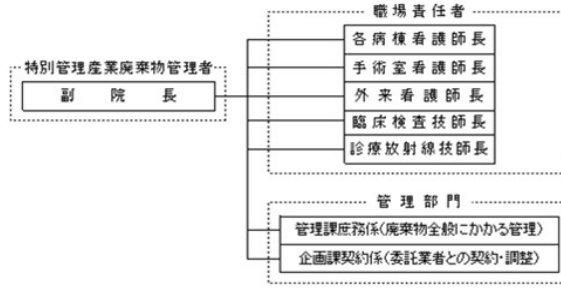 職場責任者
各病棟看護師長
手術室看護師長
特別管理産業廃棄物管理者
副院長
外来看護師長
臨床検査技師長
診療放射線技師長
管理部門
管理課庶務係(廃棄物全般にかかる管理)
企画課契約係(委託業者との契約・調整)